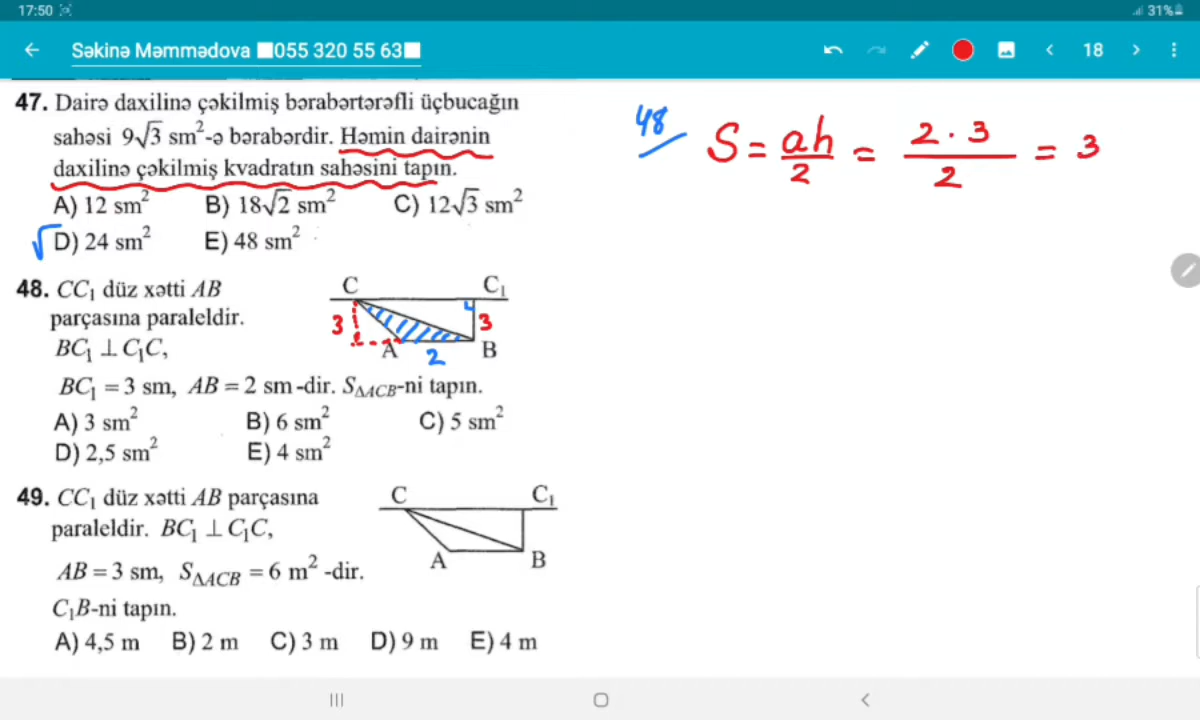 17:50
31%
Səkinə Məmmədova ■055 320 55 63■
18
47. Dairə daxilinə çəkilmiş bərabərtərəfli üçbucağın
sahəsi 9√3 sm²-ə bərabərdir. Həmin dairənin
daxilinə çəkilmiş kvadratın sahəsini tapın.
A) 12 sm² B) 18√2 sm² C) 12√3 sm²
D) 24 sm² E) 48 sm²
48
S = ah/2 = 2·3/2 = 3
48. CC₁ düz xətti AB
parçasına paraleldir.
BC₁ ⊥ C₁C,
C C₁
3 3
A B
2
BC₁ = 3 sm, AB = 2 sm-dir. S△ACB-ni tapın.
A) 3 sm² B) 6 sm² C) 5 sm²
D) 2,5 sm² E) 4 sm²
49. CC₁ düz xətti AB parçasına
paraleldir. BC₁ ⊥ C₁C,
C C₁
A B
AB = 3 sm, S△ACB = 6 m² -dir.
C₁B-ni tapın.
A) 4,5 m B) 2 m C) 3 m D) 9 m E) 4 m